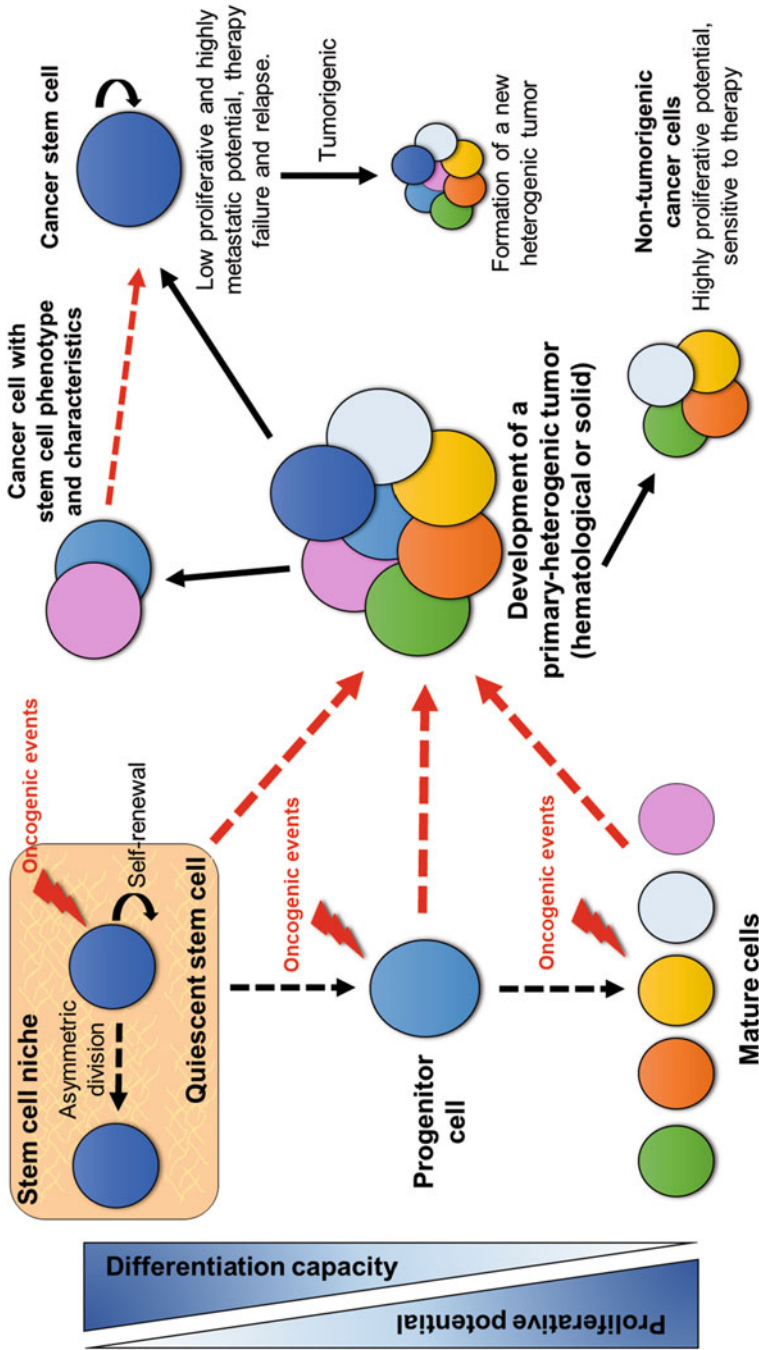 Differentiation capacity
Proliferative potential
Stem cell niche
Asymmetric
division
Self-renewal
Quiescent stem cell
Oncogenic events
Oncogenic events
Progenitor
cell
Oncogenic events
Mature cells
Cancer cell with
stem cell phenotype
and characteristics
Development of a
primary-heterogenic tumor
(hematological or solid)
Cancer stem cell
Low proliferative and highly
metastatic potential, therapy
failure and relapse.
Tumorigenic
Formation of a new
heterogenic tumor
Non-tumorigenic
cancer cells
Highly proliferative potential,
sensitive to therapy